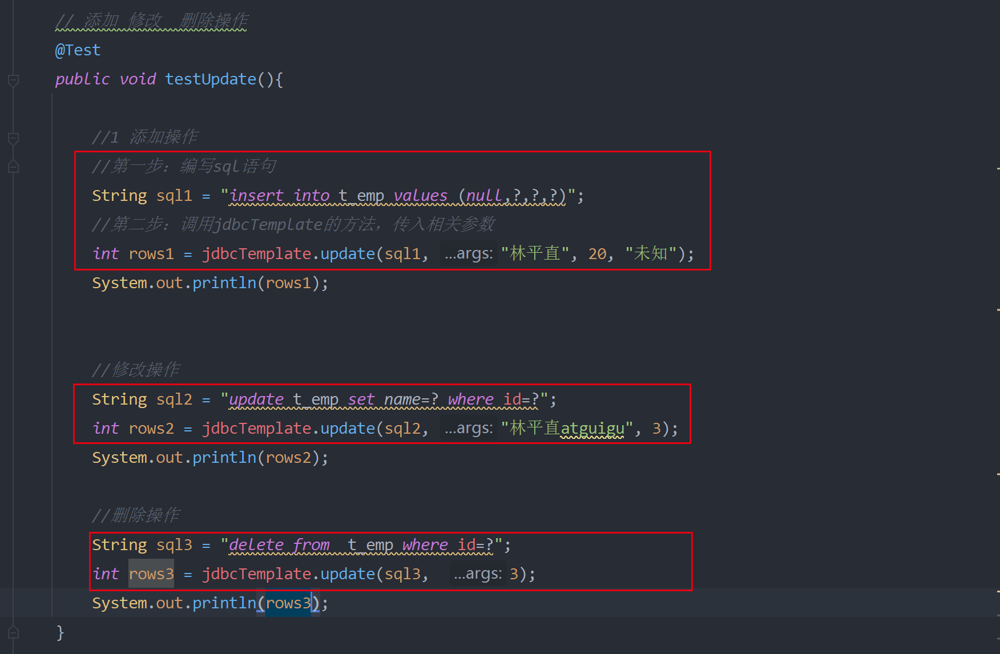 // 添加 修改  删除操作
@Test
public void testUpdate(){
//1 添加操作
//第一步：编写sql语句
String sql1 = "insert into t_emp values (null,?,?,?)";
//第二步：调用jdbcTemplate的方法，传入相关参数
int rows1 = jdbcTemplate.update(sql1, ...args: "林平直", 20, "未知");
System.out.println(rows1);
//修改操作
String sql2 = "update t_emp set name=? where id=?";
int rows2 = jdbcTemplate.update(sql2, ...args: "林平直atguigu", 3);
System.out.println(rows2);
//删除操作
String sql3 = "delete from  t_emp where id=?";
int rows3 = jdbcTemplate.update(sql3,  ...args: 3);
System.out.println(rows3);
}